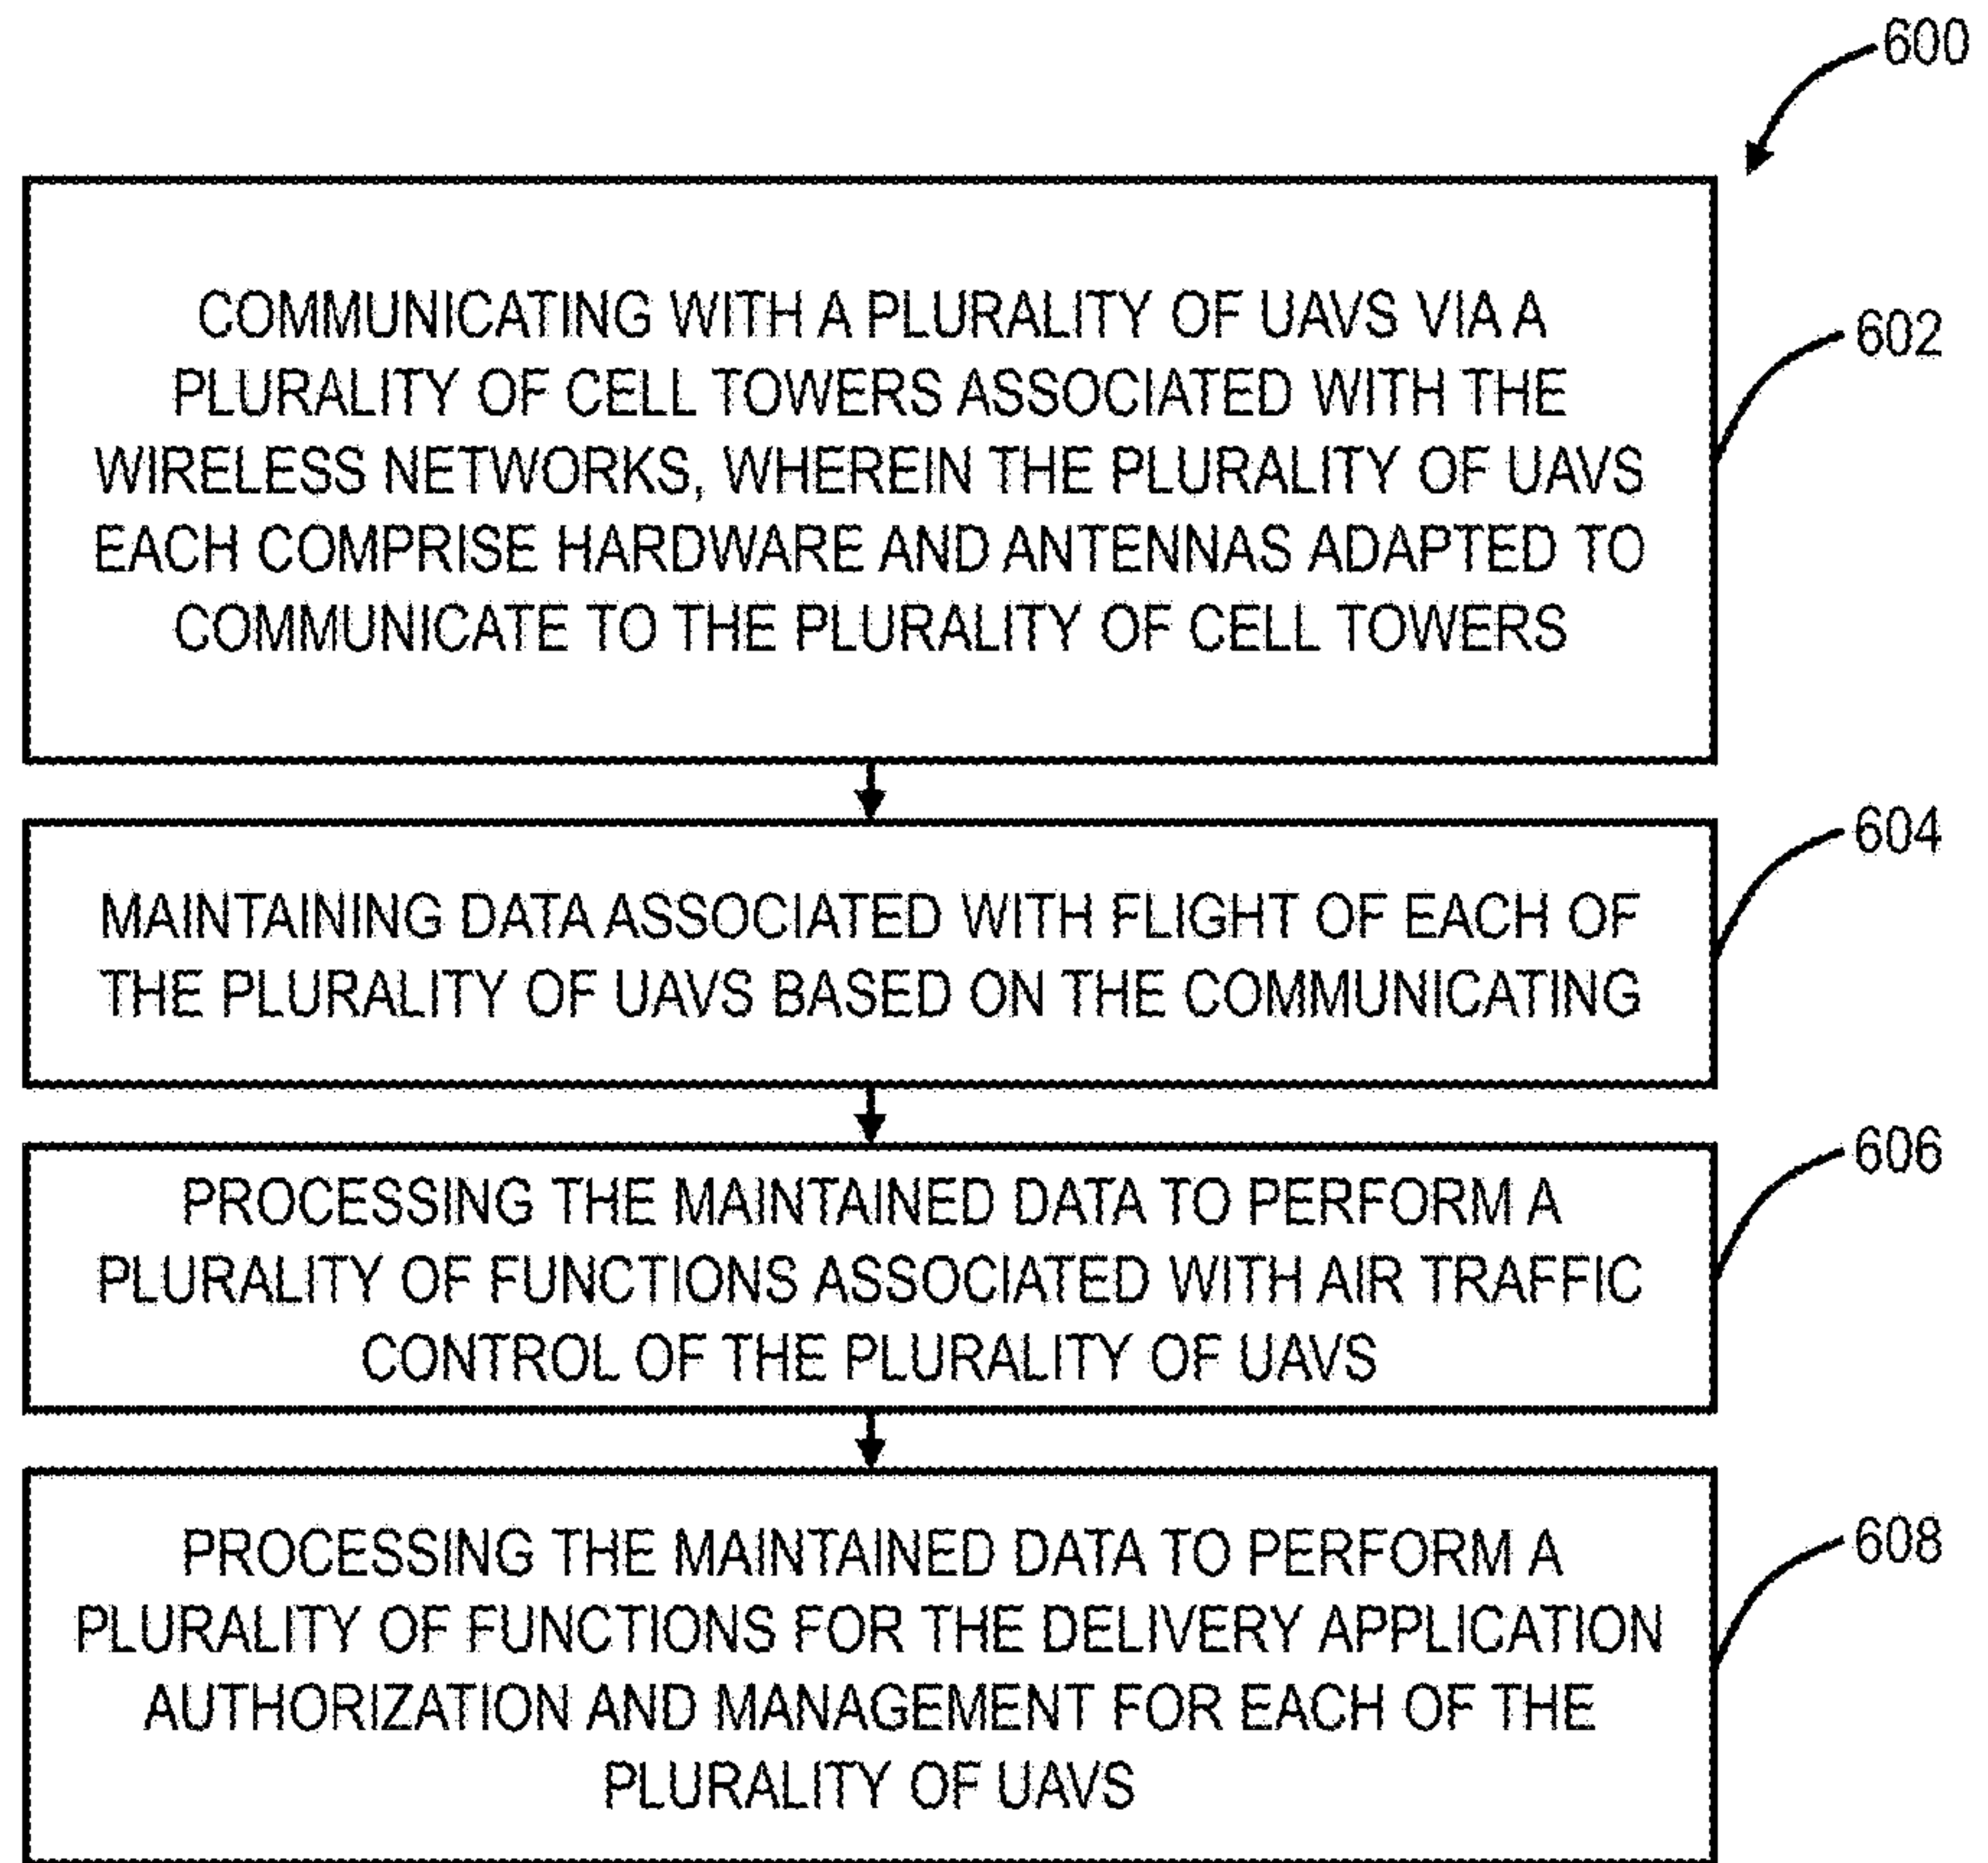 600
COMMUNICATING WITH A PLURALITY OF UAVS VIA A
PLURALITY OF CELL TOWERS ASSOCIATED WITH THE
WIRELESS NETWORKS, WHEREIN THE PLURALITY OF UAVS
EACH COMPRISE HARDWARE AND ANTENNAS ADAPTED TO
COMMUNICATE TO THE PLURALITY OF CELL TOWERS
602
MAINTAINING DATA ASSOCIATED WITH FLIGHT OF EACH OF
THE PLURALITY OF UAVS BASED ON THE COMMUNICATING
604
PROCESSING THE MAINTAINED DATA TO PERFORM A
PLURALITY OF FUNCTIONS ASSOCIATED WITH AIR TRAFFIC
CONTROL OF THE PLURALITY OF UAVS
606
PROCESSING THE MAINTAINED DATA TO PERFORM A
PLURALITY OF FUNCTIONS FOR THE DELIVERY APPLICATION
AUTHORIZATION AND MANAGEMENT FOR EACH OF THE
PLURALITY OF UAVS
608